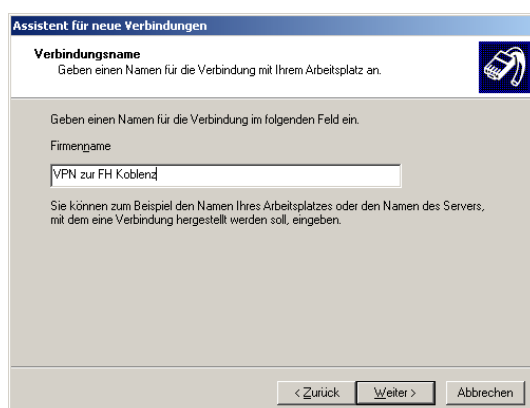 Assistent für neue Verbindungen
Verbindungsname
Geben einen Namen für die Verbindung mit Ihrem Arbeitsplatz an.
Geben einen Namen für die Verbindung im folgenden Feld ein.
Firmenname
VPN zur FH Koblenz
Sie können zum Beispiel den Namen Ihres Arbeitsplatzes oder den Namen des Servers,
mit dem eine Verbindung hergestellt werden soll, eingeben.
< Zurück Weiter > Abbrechen